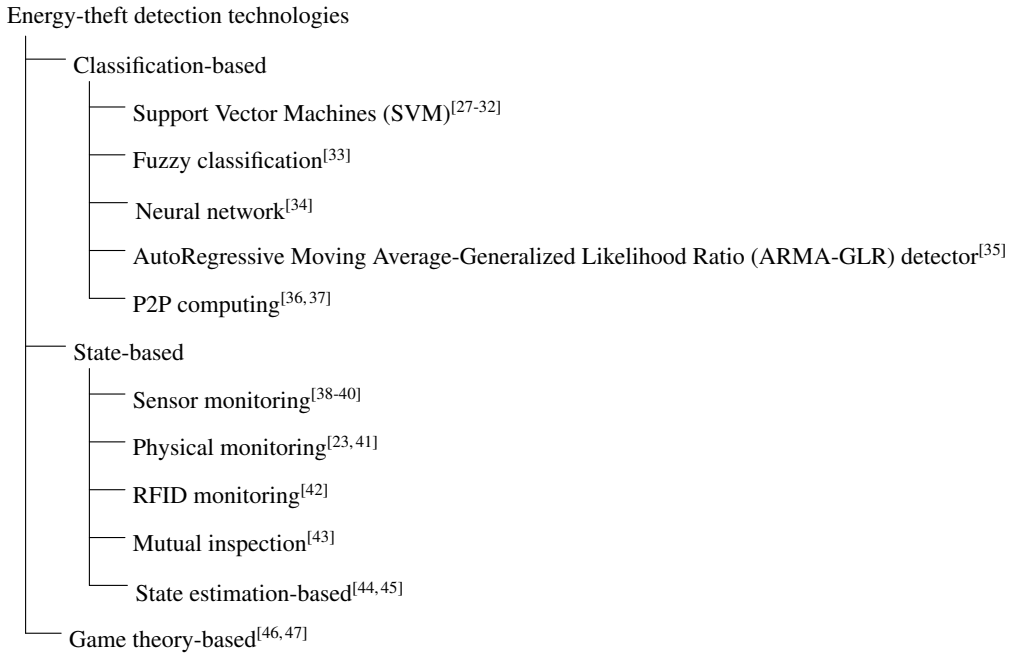 Energy-theft detection technologies
Classification-based
Support Vector Machines (SVM)[27-32]
Fuzzy classification[33]
Neural network[34]
AutoRegressive Moving Average-Generalized Likelihood Ratio (ARMA-GLR) detector[35]
P2P computing[36, 37]
State-based
Sensor monitoring[38-40]
Physical monitoring[23, 41]
RFID monitoring[42]
Mutual inspection[43]
State estimation-based[44, 45]
Game theory-based[46, 47]